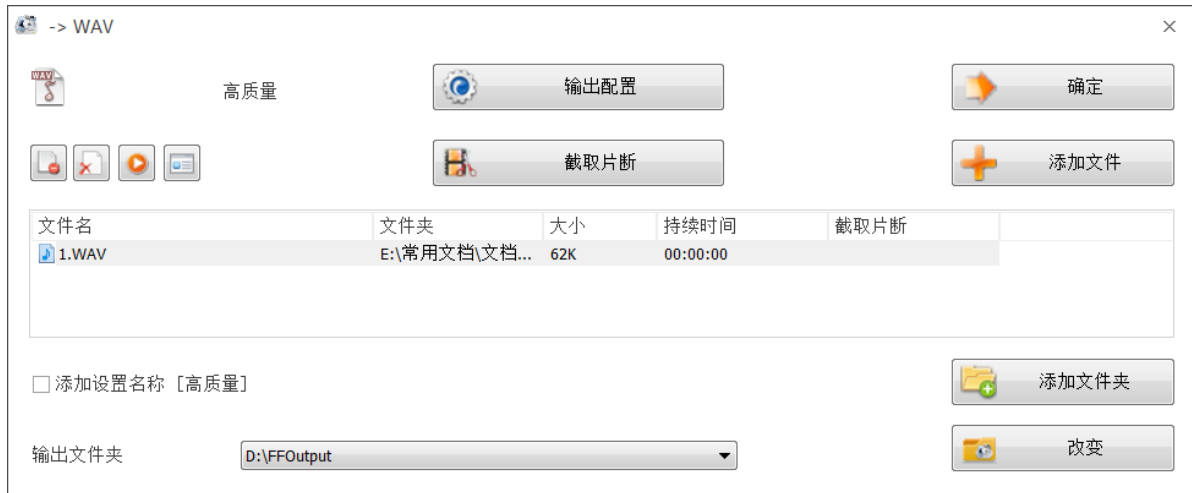 -> WAV
WAV
高质量
输出配置
确定
截取片断
添加文件
文件名 文件夹 大小 持续时间 截取片断
1.WAV E:\常用文档\文档... 62K 00:00:00
添加设置名称 [高质量]
添加文件夹
输出文件夹
D:\FFOutput
改变